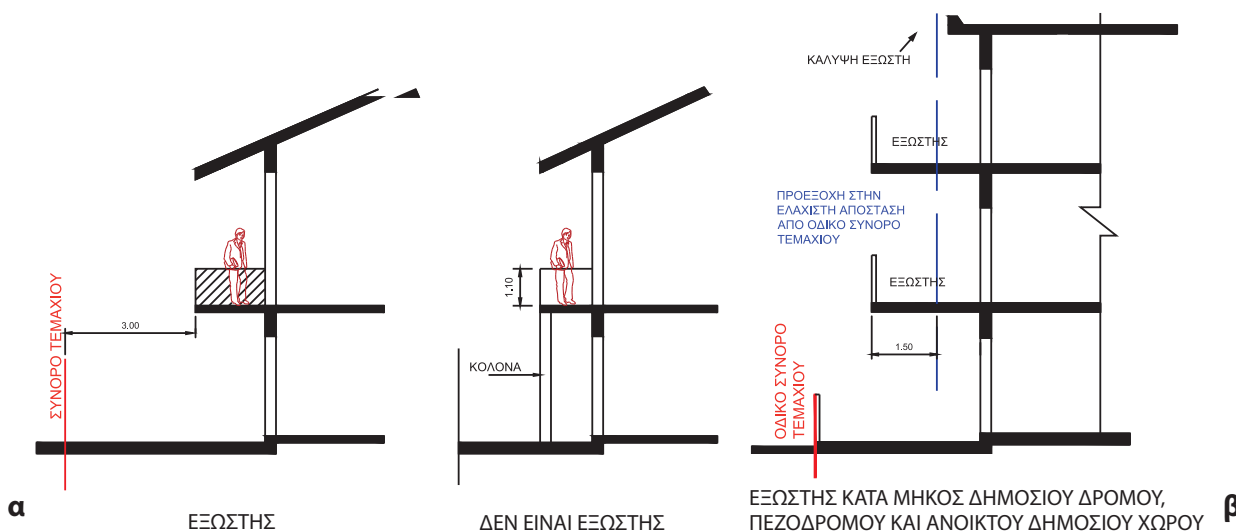 ΣΥΝΟΡΟ ΤΕΜΑΧΙΟΥ
3.00
α
ΕΞΩΣΤΗΣ
1.10
ΚΟΛΟΝΑ
ΔΕΝ ΕΙΝΑΙ ΕΞΩΣΤΗΣ
ΚΑΛΥΨΗ ΕΞΩΣΤΗ
ΕΞΩΣΤΗΣ
ΠΡΟΕΞΟΧΗ ΣΤΗΝ
ΕΛΑΧΙΣΤΗ ΑΠΟΣΤΑΣΗ
ΑΠΟ ΟΔΙΚΟ ΣΥΝΟΡΟ
ΤΕΜΑΧΙΟΥ
ΕΞΩΣΤΗΣ
1.50
ΟΔΙΚΟ ΣΥΝΟΡΟ
ΤΕΜΑΧΙΟΥ
ΕΞΩΣΤΗΣ ΚΑΤΑ ΜΗΚΟΣ ΔΗΜΟΣΙΟΥ ΔΡΟΜΟΥ,
ΠΕΖΟΔΡΟΜΟΥ ΚΑΙ ΑΝΟΙΚΤΟΥ ΔΗΜΟΣΙΟΥ ΧΩΡΟΥ
β